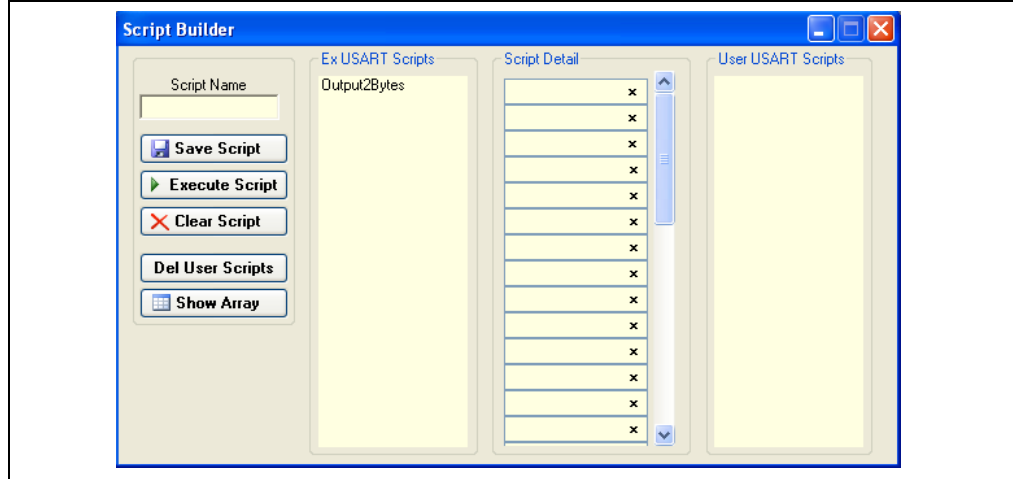 Script Builder
Script Name
Save Script
Execute Script
Clear Script
Del User Scripts
Show Array
Ex USART Scripts
Output2Bytes
Script Detail
User USART Scripts